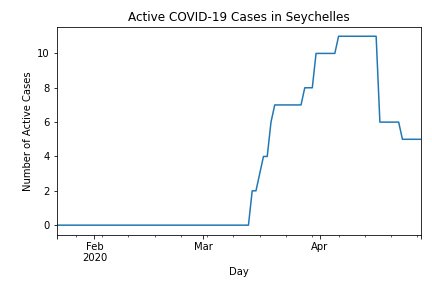 Active COVID-19 Cases in Seychelles
10
8
6
4
2
0
Number of Active Cases
Feb
2020
Mar
Apr
Day